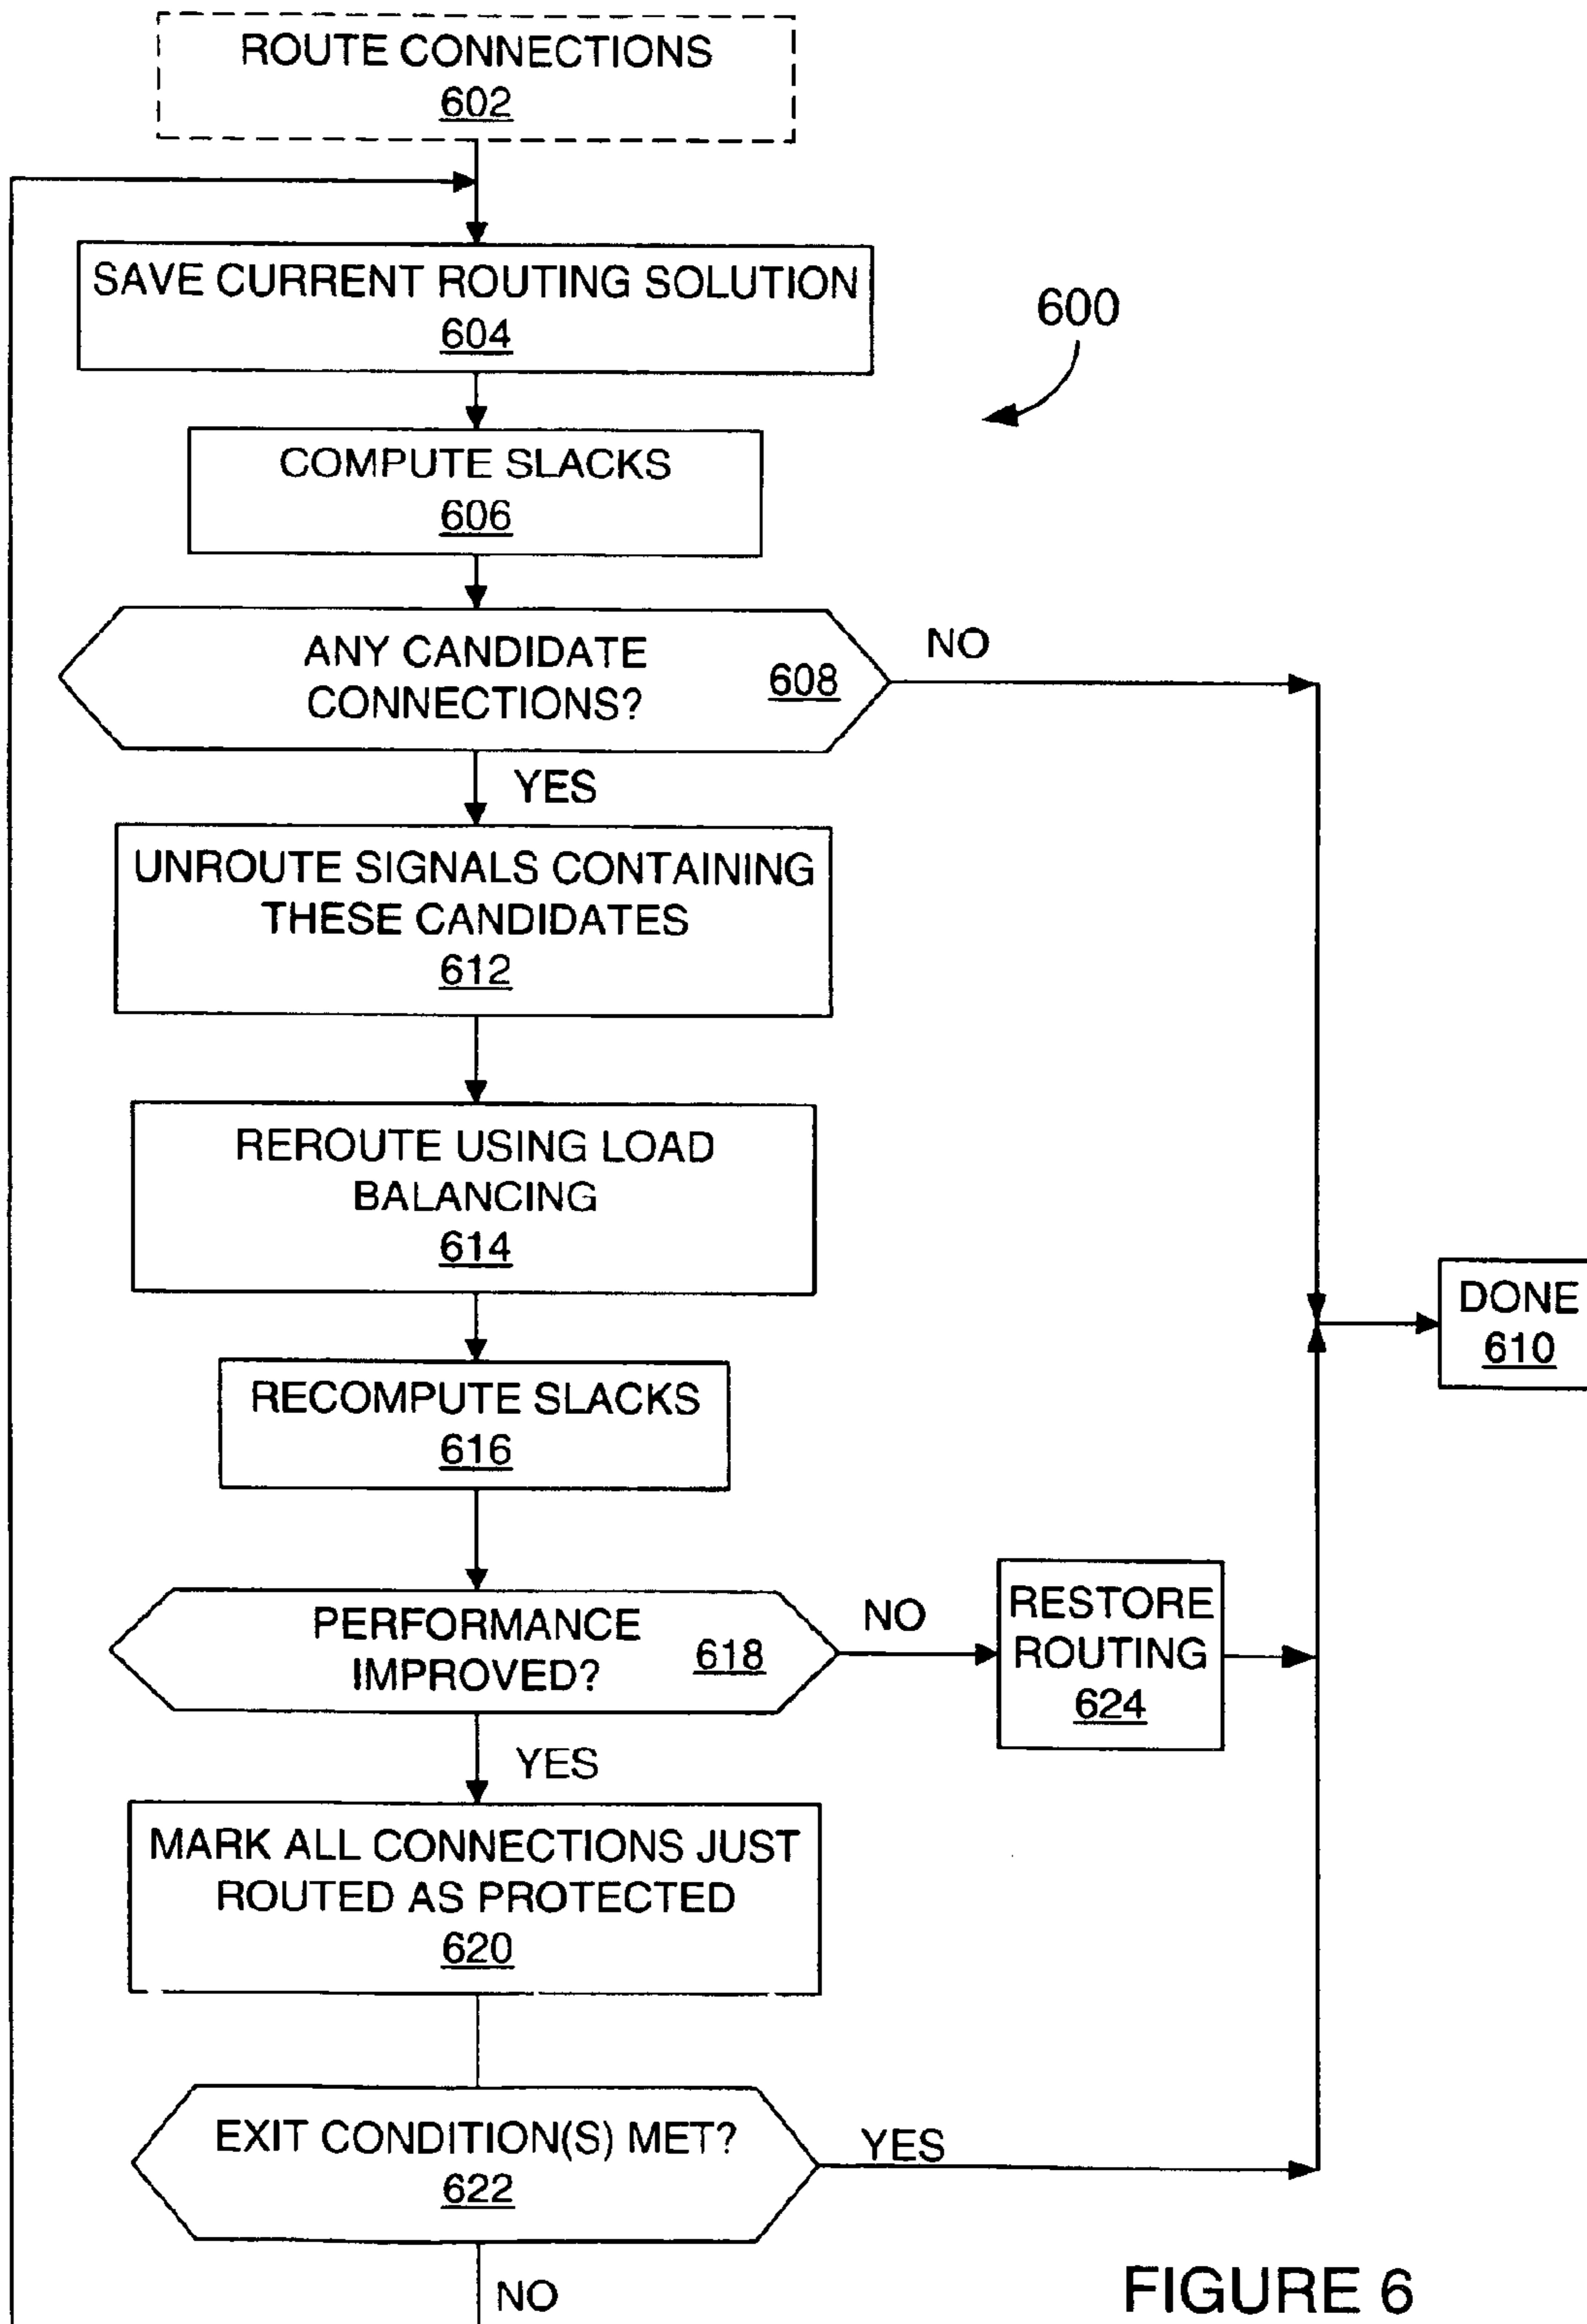 ROUTE CONNECTIONS
602
SAVE CURRENT ROUTING SOLUTION
604
600
COMPUTE SLACKS
606
ANY CANDIDATE
CONNECTIONS?
608
NO
YES
UNROUTE SIGNALS CONTAINING
THESE CANDIDATES
612
REROUTE USING LOAD
BALANCING
614
DONE
610
RECOMPUTE SLACKS
616
PERFORMANCE
IMPROVED?
618
NO
RESTORE
ROUTING
624
YES
MARK ALL CONNECTIONS JUST
ROUTED AS PROTECTED
620
EXIT CONDITION(S) MET?
622
YES
NO
FIGURE 6